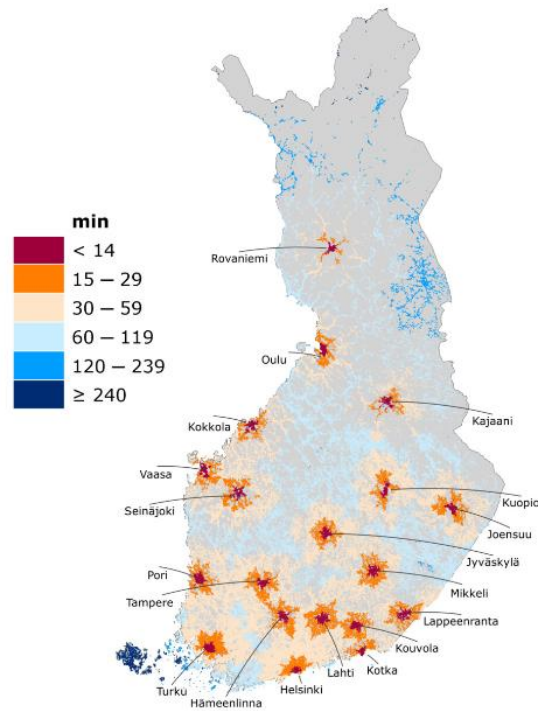 min
< 14
15 – 29
30 – 59
60 – 119
120 – 239
≥ 240
Rovaniemi
Oulu
Kajaani
Kokkola
Vaasa
Kuopio
Seinäjoki
Joensuu
Jyväskylä
Pori
Mikkeli
Tampere
Lappeenranta
Kouvola
Lahti
Kotka
Turku
Helsinki
Hämeenlinna